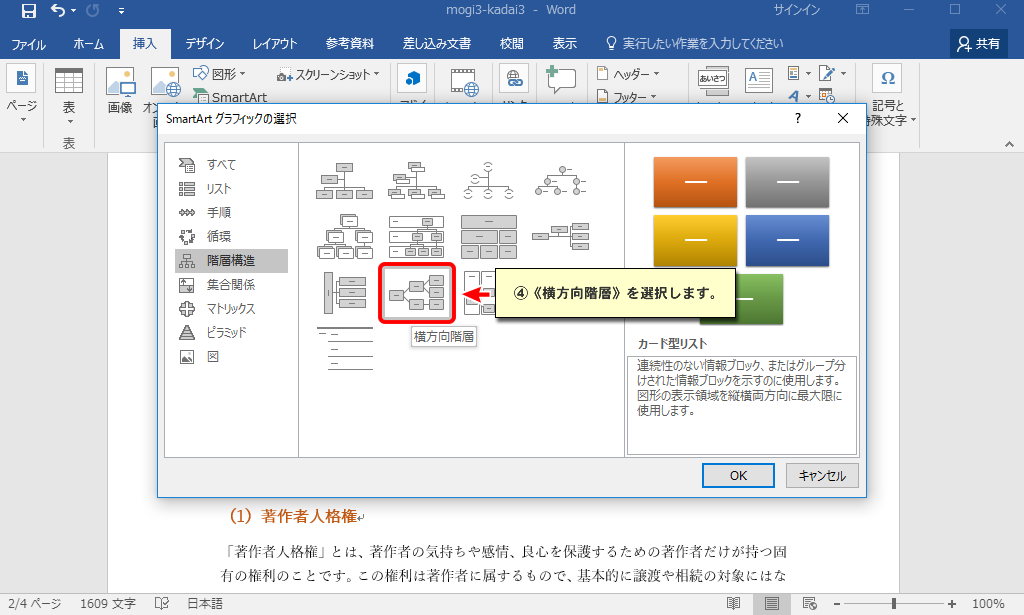 mogi3-kadai3 - Word
サインイン
ファイル
ホーム
挿入
デザイン
レイアウト
参考資料
差し込み文書
校閲
表示
実行したい作業を入力してください
共有
ページ
表
表
画像
図形
SmartArt
スクリーンショット
ヘッダー
フッター
あいさつ
A
Ω
記号と
特殊文字
SmartArt グラフィックの選択
?
すべて
リスト
手順
循環
階層構造
集合関係
マトリックス
ピラミッド
図
④《横方向階層》を選択します。
横方向階層
カード型リスト
連続性のない情報ブロック、またはグループ分
けされた情報ブロックを示すのに使用します。
図形の表示領域を縦横両方向に最大限に
使用します。
OK
キャンセル
(1) 著作者人格権
「著作者人格権」とは、著作者の気持ちや感情、良心を保護するための著作者だけが持つ固
有の権利のことです。この権利は著作者に属するもので、基本的に譲渡や相続の対象にはな
2/4 ページ
1609 文字
日本語
100%